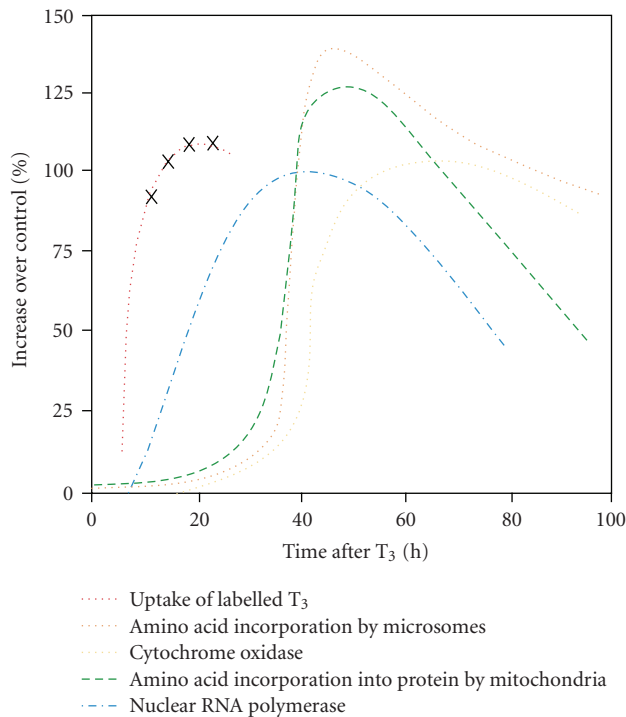 150
125
100
75
50
25
0
Increase over control (%)
0 20 40 60 80 100
Time after T3 (h)
Uptake of labelled T3
Amino acid incorporation by microsomes
Cytochrome oxidase
Amino acid incorporation into protein by mitochondria
Nuclear RNA polymerase